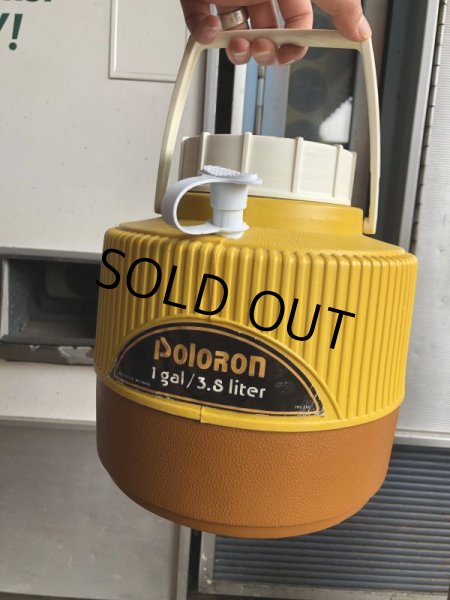 Y!
SOLD OUT
Poloron
1 gal/3.8 liter